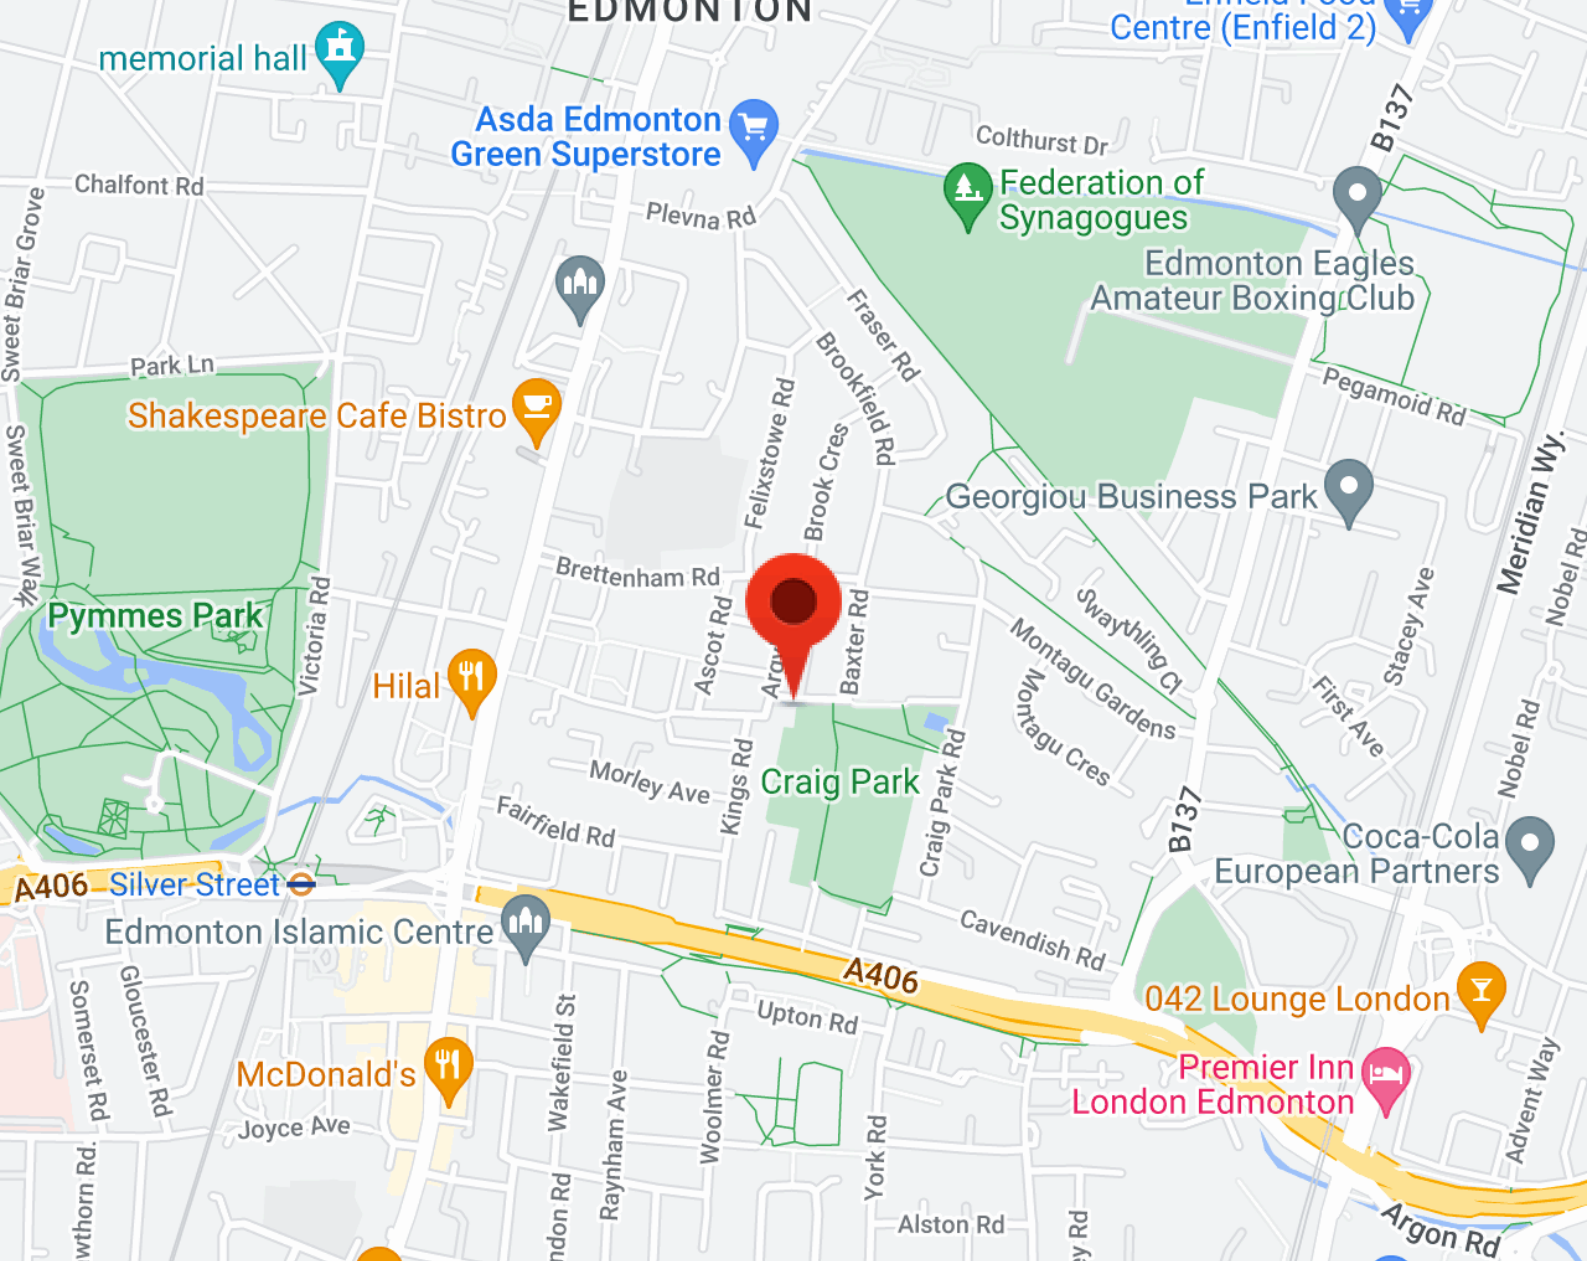 EDMONTON
Centre (Enfield 2)
memorial hall
B137
Asda Edmonton
Green Superstore
Colthurst Dr
Chalfont Rd
Federation of
Synagogues
Plevna Rd
Sweet Briar Grove
Edmonton Eagles
Amateur Boxing Club
Fraser Rd
Brookfield Rd
Park Ln
Pegamoid Rd
Shakespeare Cafe Bistro
Felixstowe Rd
Brook Cres
Sweet Briar Walk
Georgiou Business Park
Meridian Wy.
Nobel Rd
Brettenham Rd
Pymmes Park
Victoria Rd
Ascot Rd
Baxter Rd
Swaythling Cl
Stacey Ave
Montagu Gardens
Hilal
Montagu Cres
First Ave
Nobel Rd
Morley Ave
Kings Rd
Craig Park
Craig Park Rd
Fairfield Rd
B137
Coca-Cola
European Partners
A406
Silver Street
Edmonton Islamic Centre
Cavendish Rd
A406
042 Lounge London
Somerset Rd
Gloucester Rd
Upton Rd
Wakefield St
Woolmer Rd
McDonald's
Premier Inn
London Edmonton
Raynham Ave
York Rd
Joyce Ave
Advent Way
Alston Rd
Argon Rd